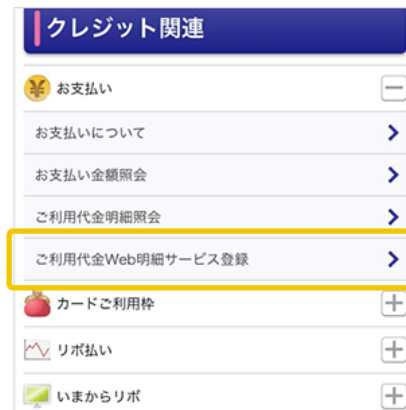 クレジット関連
お支払い
お支払いについて
お支払い金額照会
ご利用代金明細照会
ご利用代金Web明細サービス登録
カードご利用枠
リボ払い
いまからリボ